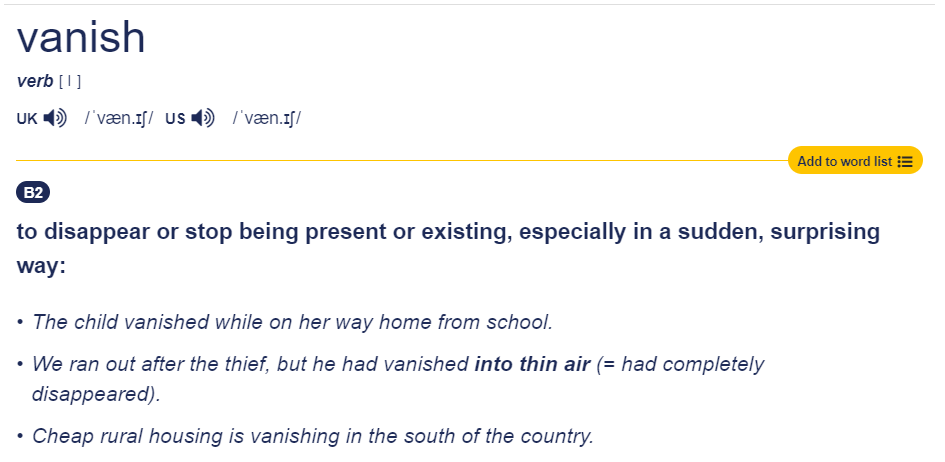 vanish
verb [ I ]
UK /ˈvæn.ɪʃ/ US /ˈvæn.ɪʃ/
Add to word list
B2
to disappear or stop being present or existing, especially in a sudden, surprising
way:
• The child vanished while on her way home from school.
• We ran out after the thief, but he had vanished into thin air (= had completely
disappeared).
• Cheap rural housing is vanishing in the south of the country.